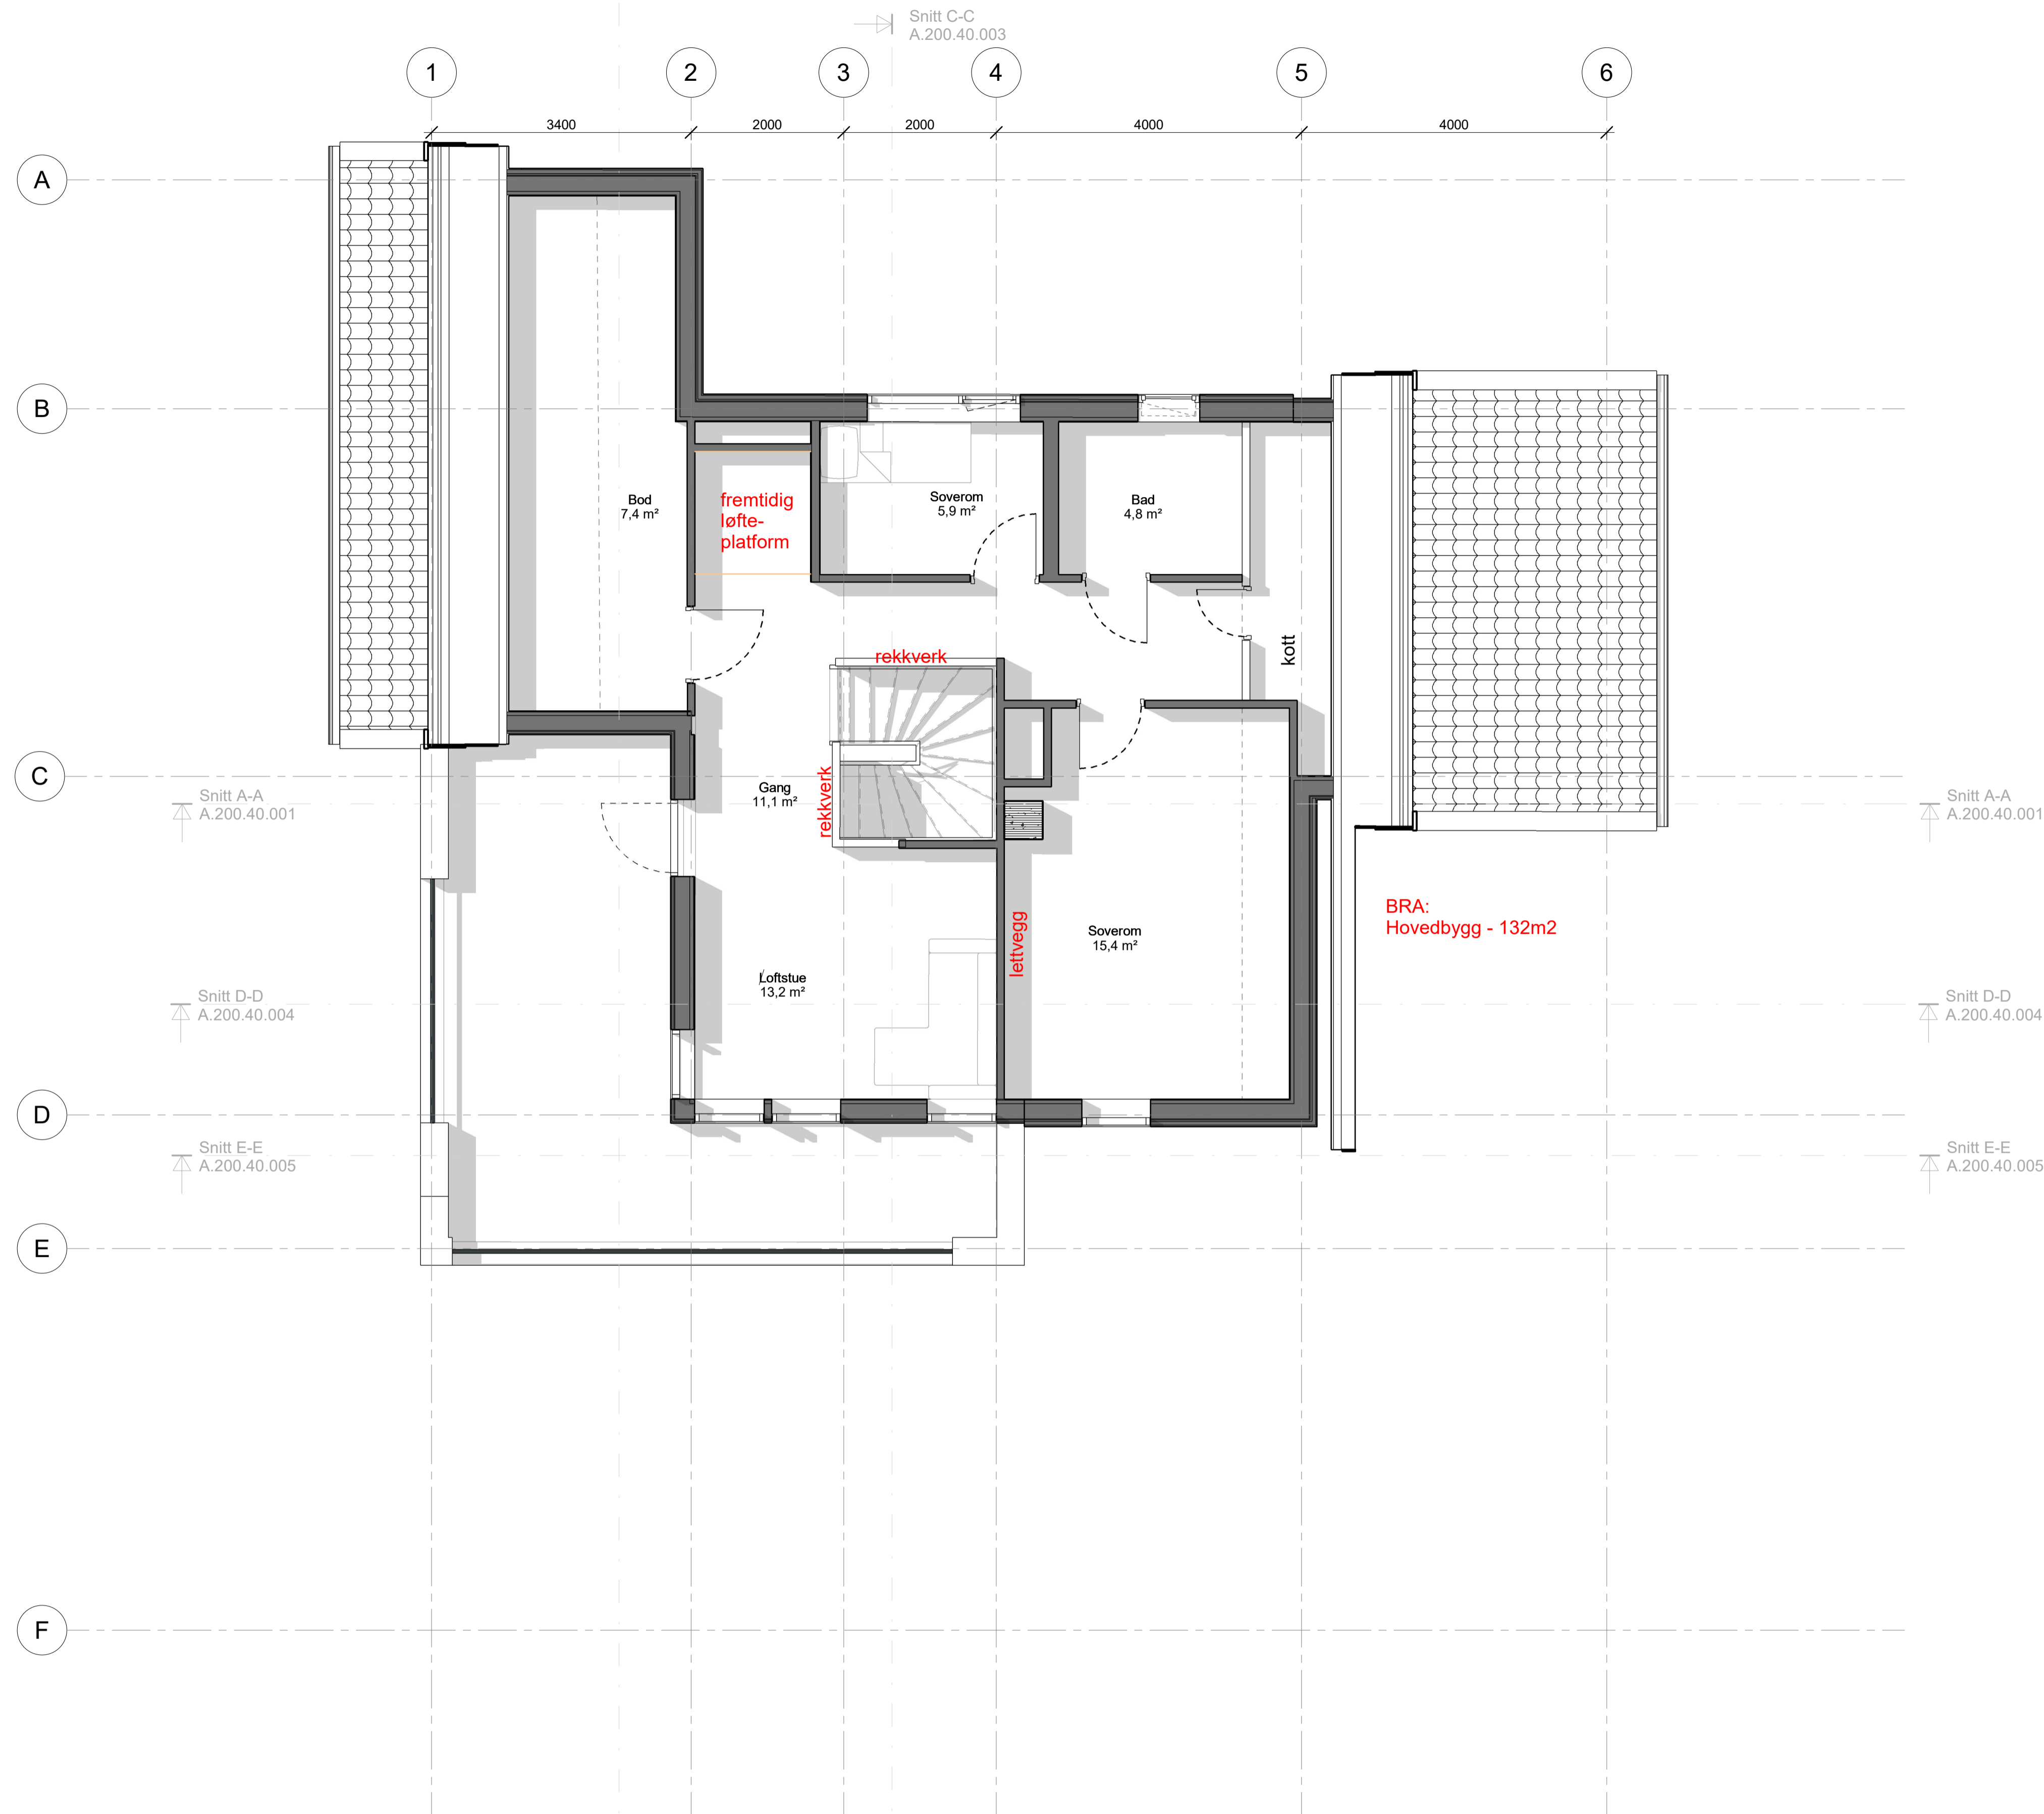 Snitt C-C
A.200.40.003
1
2
3
4
5
6
3400
2000
2000
4000
4000
A
B
Bod
7,4 m²
fremtidig
løfte-
platform
Soverom
5,9 m²
Bad
4,8 m²
rekkverk
kott
C
Snitt A-A
A.200.40.001
Gang
11,1 m²
rekkverk
Snitt A-A
A.200.40.001
BRA:
Hovedbygg - 132m2
lettvegg
Soverom
15,4 m²
Loftstue
13,2 m²
Snitt D-D
A.200.40.004
Snitt D-D
A.200.40.004
D
Snitt E-E
A.200.40.005
Snitt E-E
A.200.40.005
E
F